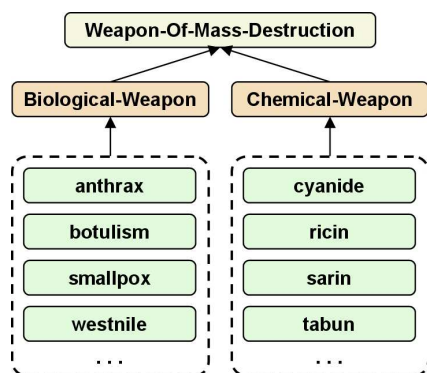 Weapon-Of-Mass-Destruction
Biological-Weapon
Chemical-Weapon
anthrax
botulism
smallpox
westnile
. . .
cyanide
ricin
sarin
tabun
. . .